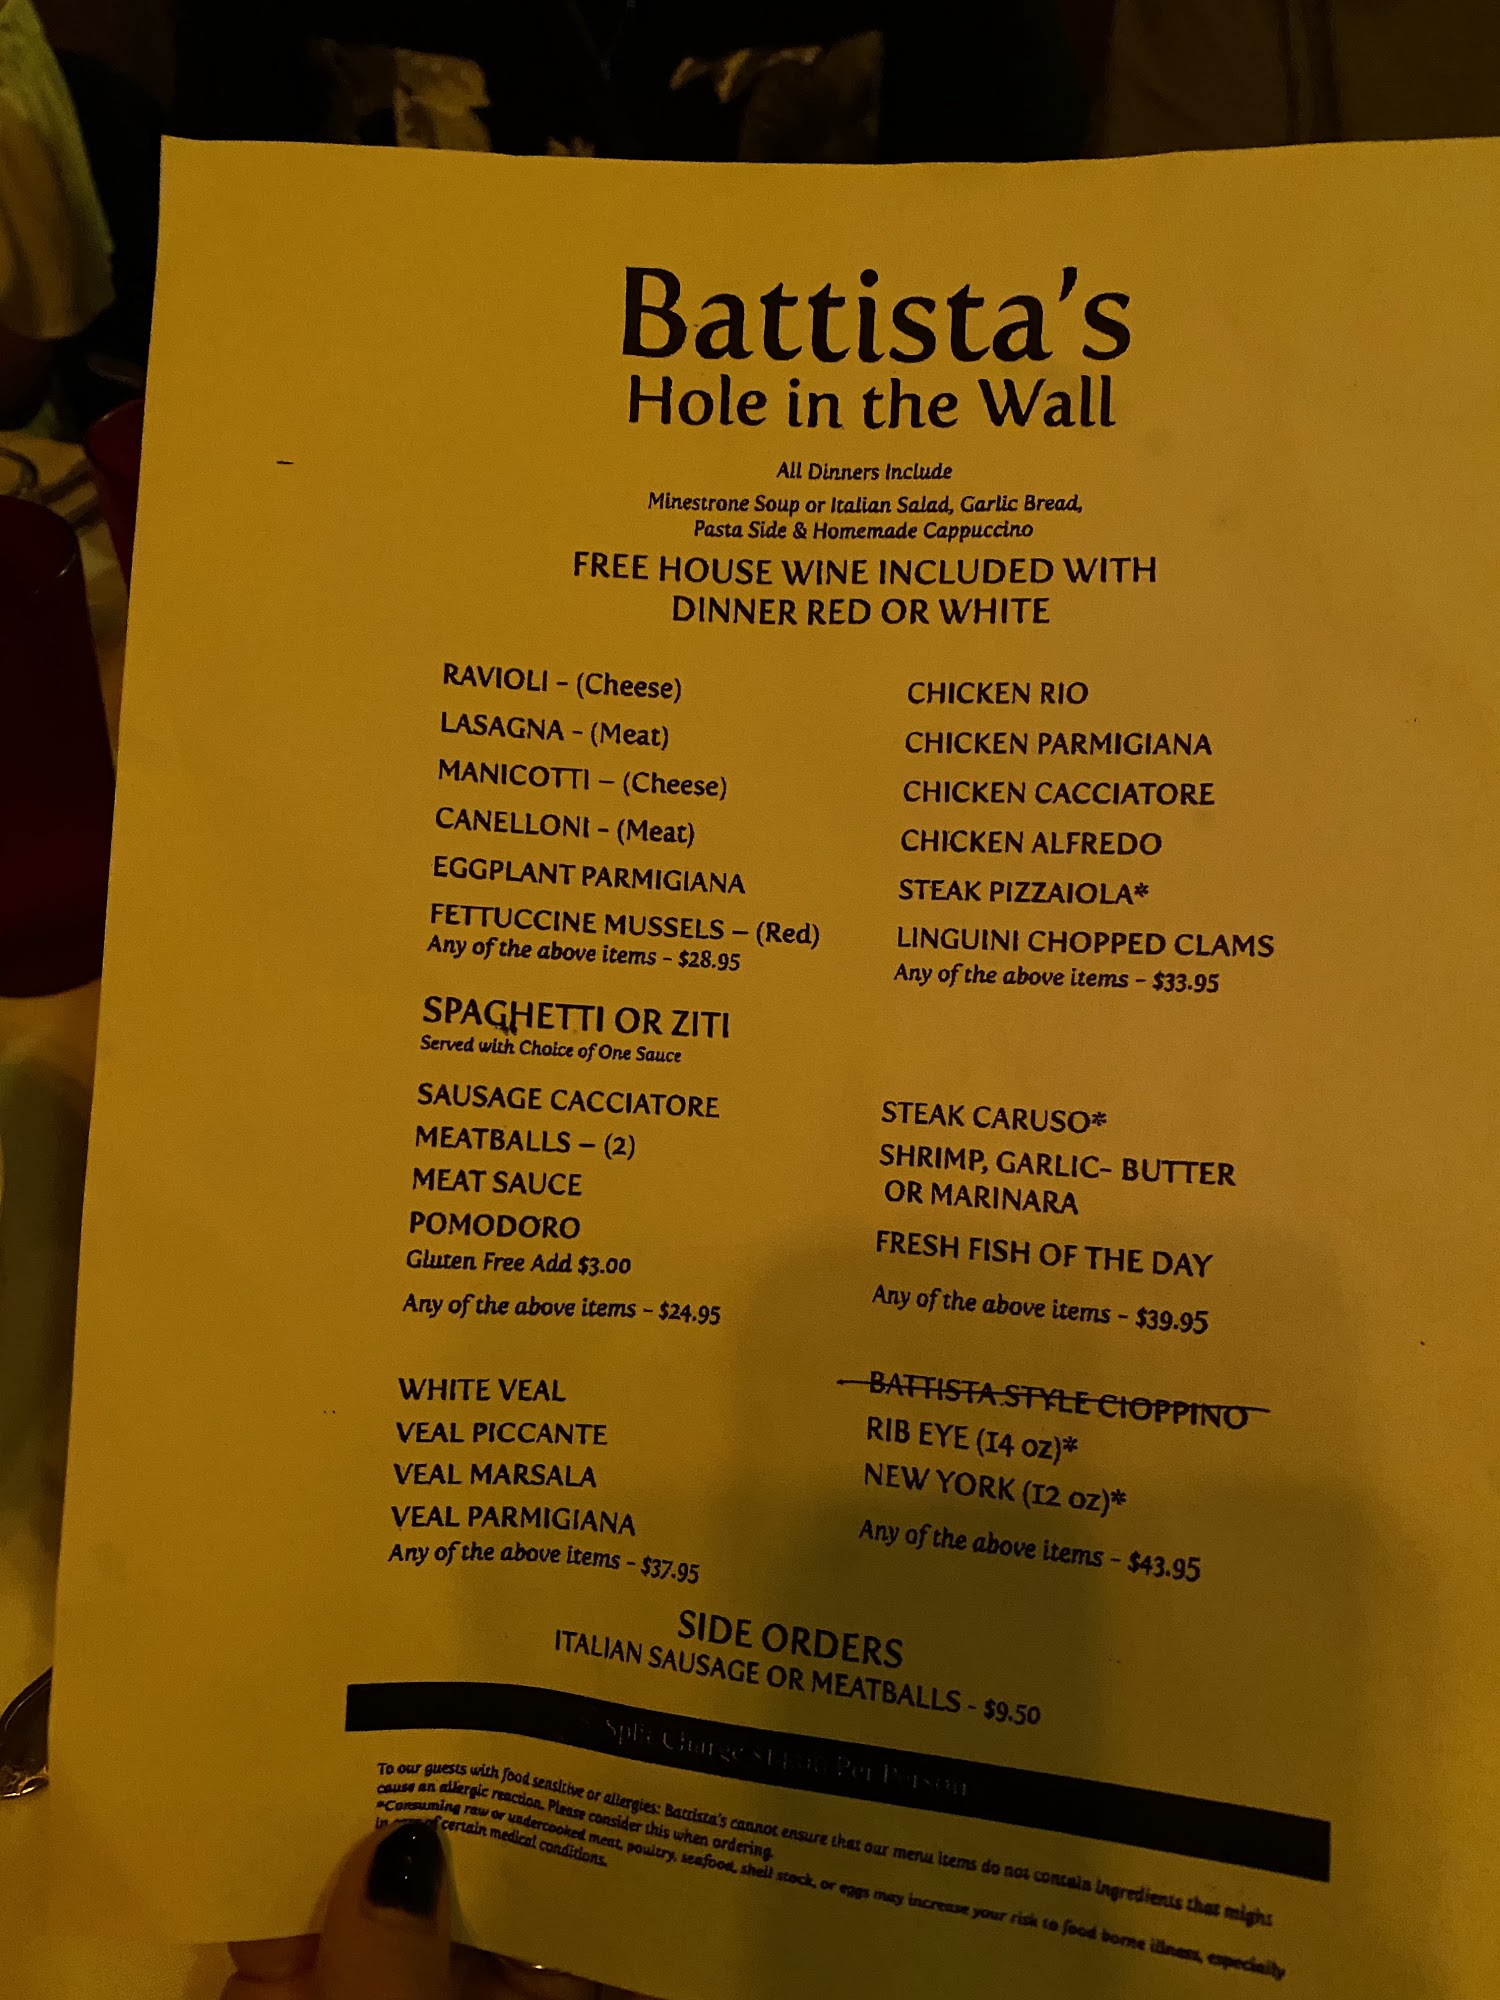 Battista's
Hole in the Wall
All Dinners Include
Minestrone Soup or Italian Salad, Garlic Bread,
Pasta Side & Homemade Cappuccino
FREE HOUSE WINE INCLUDED WITH
DINNER RED OR WHITE
RAVIOLI – (Cheese)
LASAGNA - (Meat)
MANICOTTI – (Cheese)
CANELLONI - (Meat)
EGGPLANT PARMIGIANA
FETTUCCINE MUSSELS – (Red)
Any of the above items - $28.95
SPAGHETTI OR ZITI
Served with Choice of One Sauce
SAUSAGE CACCIATORE
MEATBALLS – (2)
MEAT SAUCE
POMODORO
Gluten Free Add $3.00
Any of the above items - $24.95
WHITE VEAL
VEAL PICCANTE
VEAL MARSALA
VEAL PARMIGIANA
Any of the above items - $37.95
CHICKEN RIO
CHICKEN PARMIGIANA
CHICKEN CACCIATORE
CHICKEN ALFREDO
STEAK PIZZAIOLA*
LINGUINI CHOPPED CLAMS
Any of the above items - $33.95
STEAK CARUSO*
SHRIMP, GARLIC- BUTTER
OR MARINARA
FRESH FISH OF THE DAY
Any of the above items - $39.95
BATTISTA STYLE CIOPPINO
RIB EYE (14 oz)*
NEW YORK (12 oz)*
Any of the above items - $43.95
SIDE ORDERS
ITALIAN SAUSAGE OR MEATBALLS - $9.50
Split Charge Per Person
To our guests with food sensitive or allergies: Battista's cannot ensure that our menu items do not contain ingredients that might
cause an allergic reaction. Please consider this when ordering.
*Consuming raw or undercooked meat, poultry, seafood, shell stock, or eggs may increase your risk to food borne illness, especially
in case of certain medical conditions.